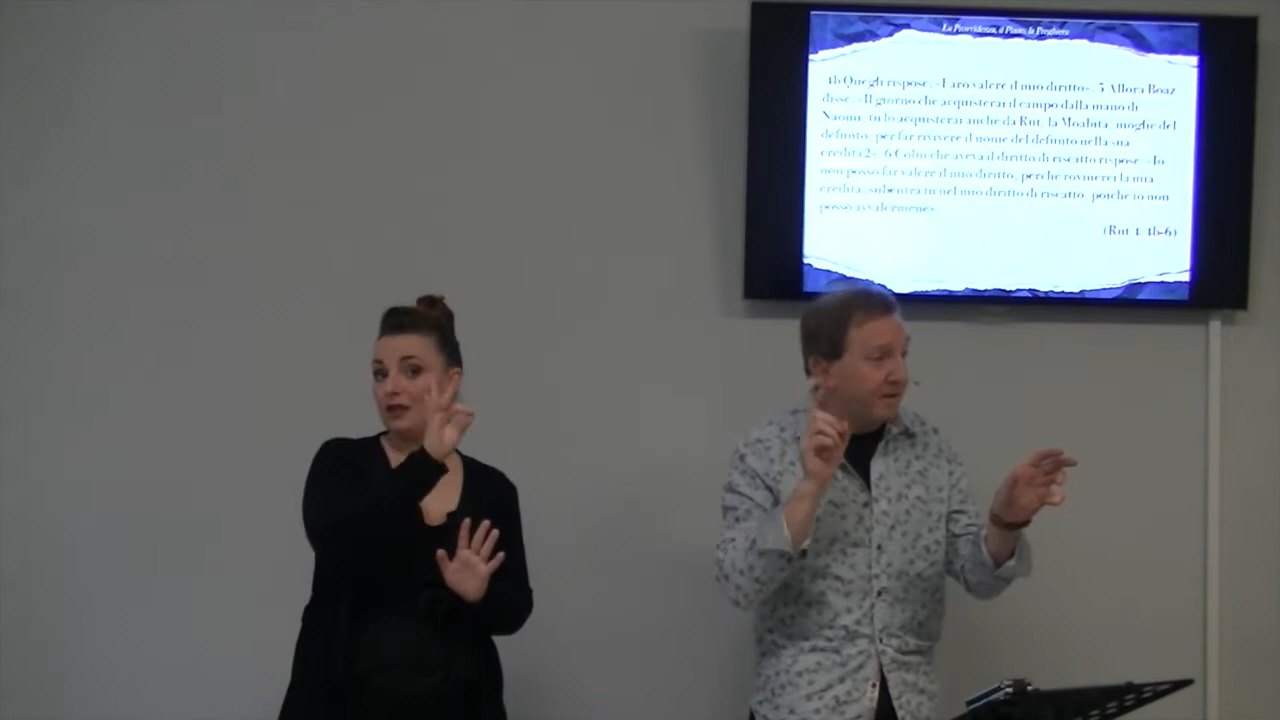 La Provvidenza, il Piano, la Preghiera
4b Quegli rispose: «Farò valere il mio diritto». 5 Allora Boaz
disse: «Il giorno che acquisterai il campo dalla mano di
Naomi, tu lo acquisterai anche da Rut, la Moabita, moglie del
defunto, per far rivivere il nome del defunto nella sua
eredità». 6 Colui che aveva il diritto di riscatto rispose: «Io
non posso far valere il mio diritto, perché rovinerei la mia
eredità; subentra tu nel mio diritto di riscatto, poiché io non
posso avvalermene».
(Rut 4:4b-6)